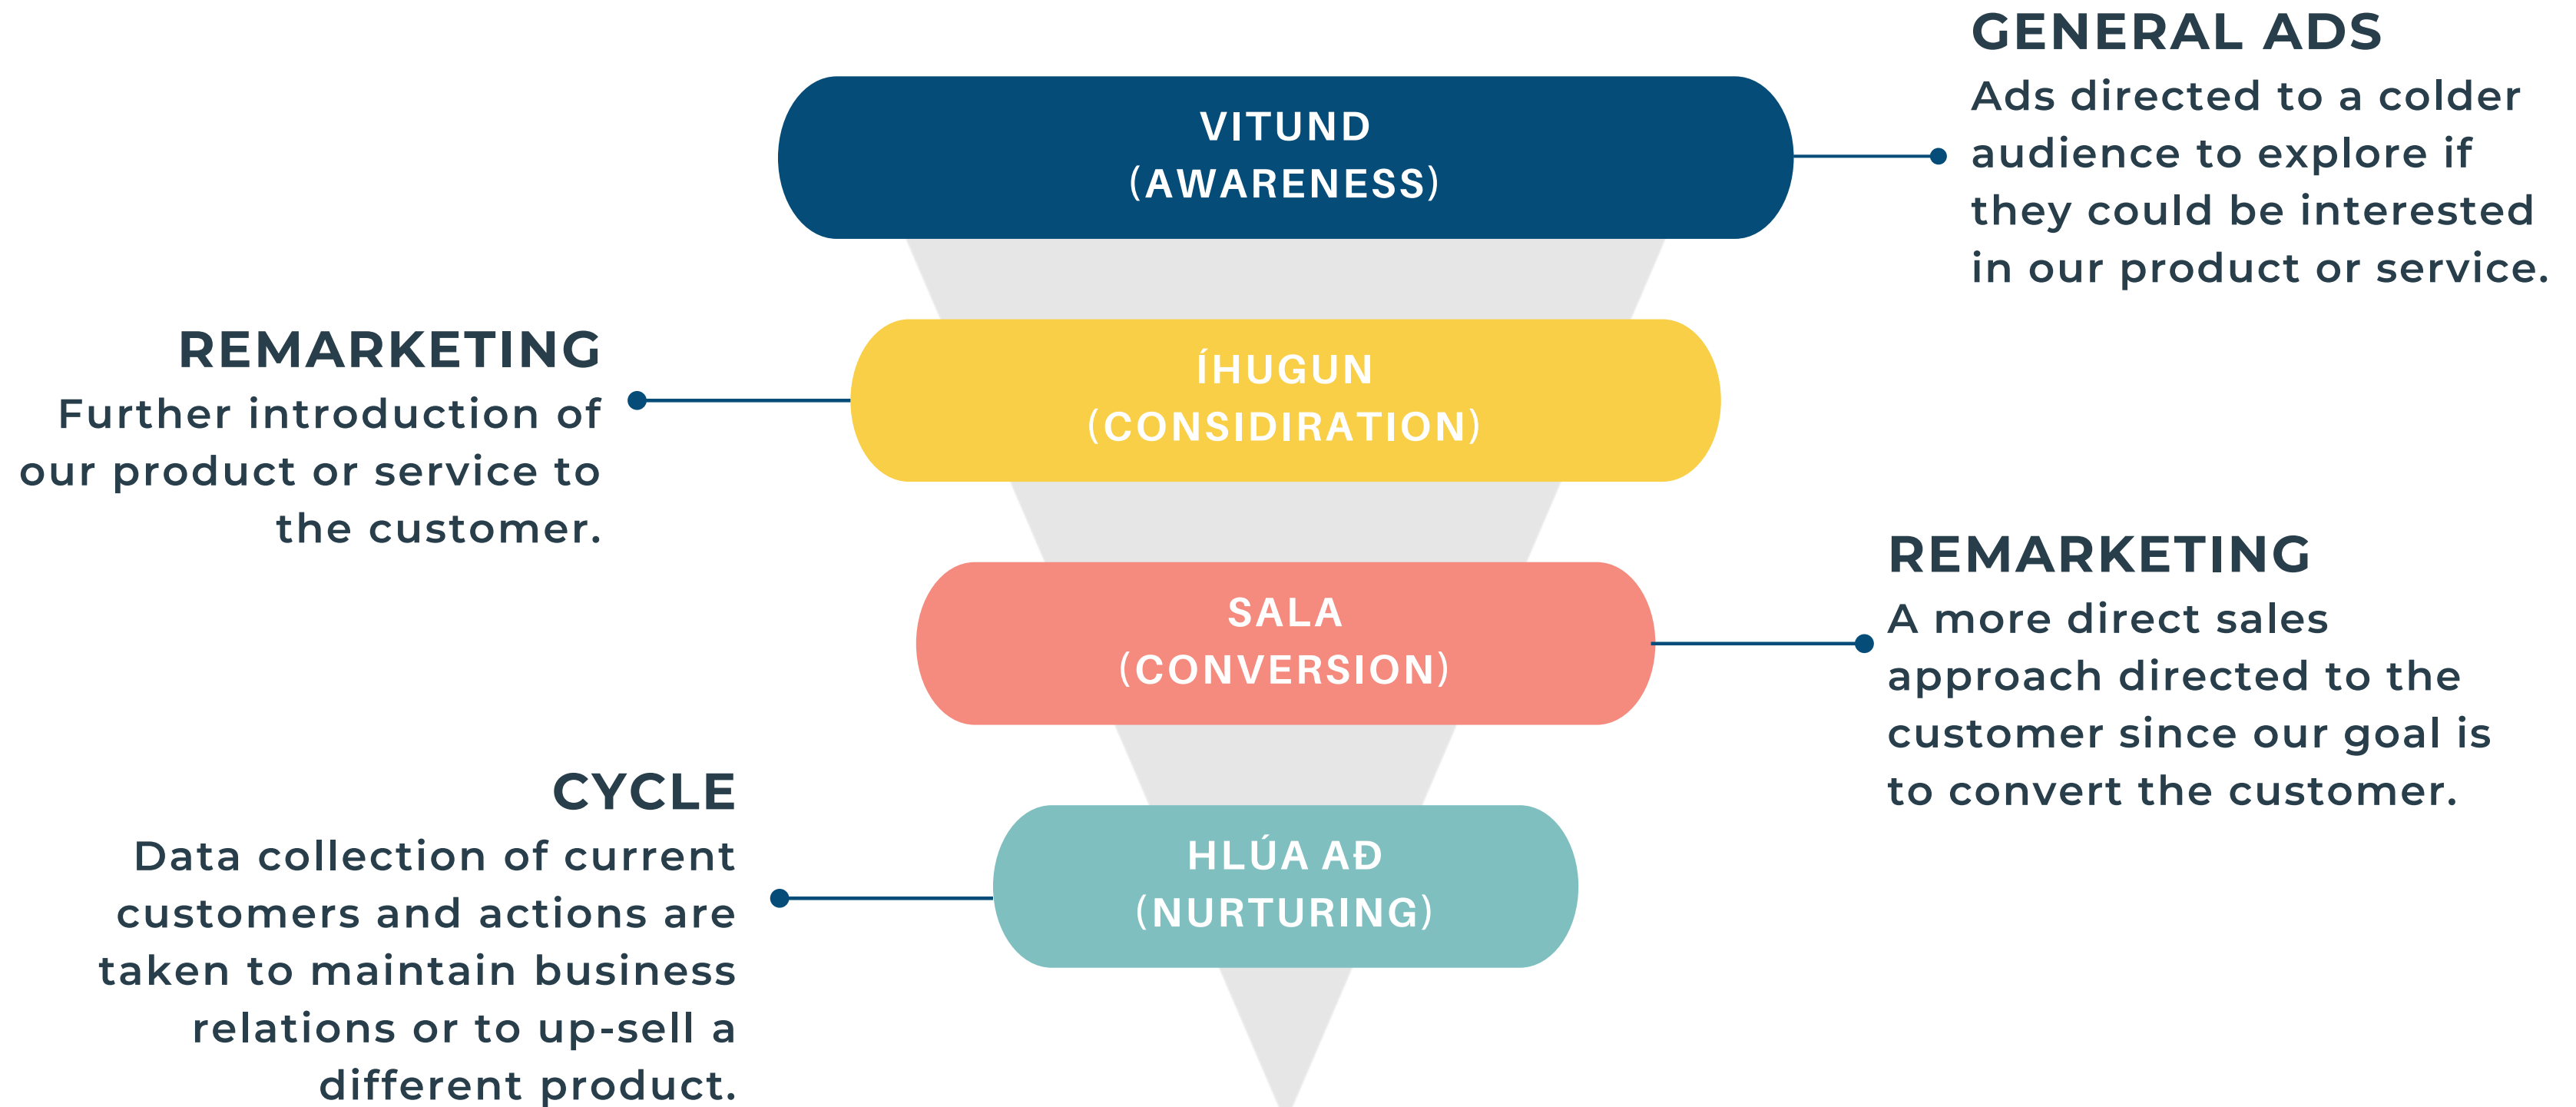 GENERAL ADS
Ads directed to a colder
audience to explore if
they could be interested
in our product or service.
VITUND
(AWARENESS)
REMARKETING
Further introduction of
our product or service to
the customer.
ÍHUGUN
(CONSIDIRATION)
SALA
(CONVERSION)
REMARKETING
A more direct sales
approach directed to the
customer since our goal is
to convert the customer.
CYCLE
Data collection of current
customers and actions are
taken to maintain business
relations or to up-sell a
different product.
HLÚA AÐ
(NURTURING)